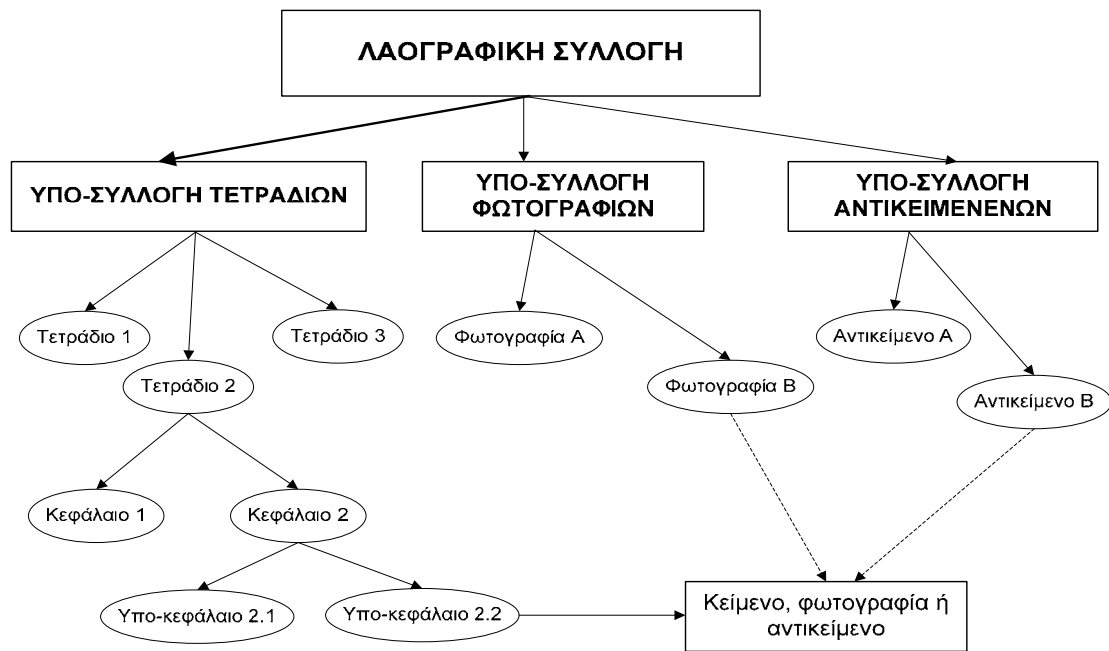 ΛΑΟΓΡΑΦΙΚΗ ΣΥΛΛΟΓΗ
ΥΠΟ-ΣΥΛΛΟΓΗ ΤΕΤΡΑΔΙΩΝ
ΥΠΟ-ΣΥΛΛΟΓΗ
ΦΩΤΟΓΡΑΦΙΩΝ
ΥΠΟ-ΣΥΛΛΟΓΗ
ΑΝΤΙΚΕΙΜΕΝΕΝΩΝ
Τετράδιο 1
Τετράδιο 3
Φωτογραφία Α
Αντικείμενο Α
Τετράδιο 2
Φωτογραφία Β
Αντικείμενο Β
Κεφάλαιο 1
Κεφάλαιο 2
Υπο-κεφάλαιο 2.1
Υπο-κεφάλαιο 2.2
Κείμενο, φωτογραφία ή
αντικείμενο